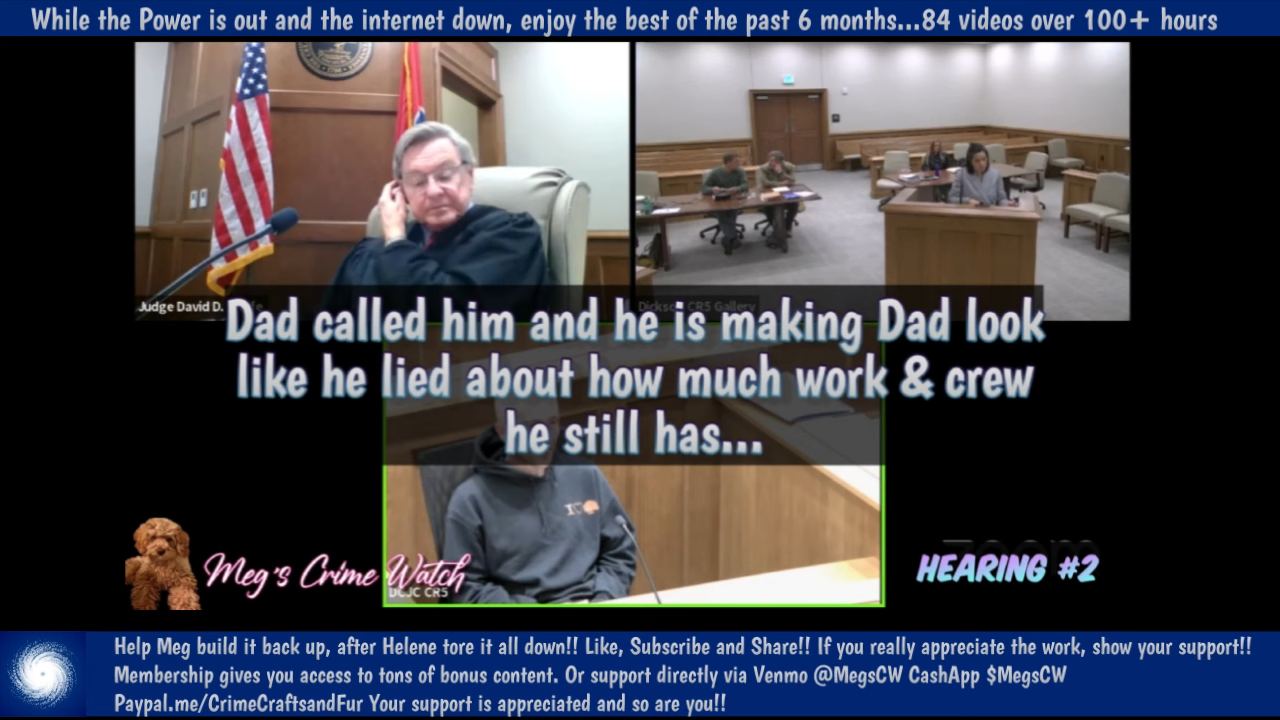 While the Power is out and the internet down, enjoy the best of the past 6 months...84 videos over 100+ hours
Judge David D.
Dickson CR5 Gallery
Dad called him and he is making Dad look
like he lied about how much work & crew
he still has...
I
Meg's Crime Watch
DCJC CR5
HEARING #2
Help Meg build it back up, after Helene tore it all down!! Like, Subscribe and Share!! If you really appreciate the work, show your support!!
Membership gives you access to tons of bonus content. Or support directly via Venmo @MegsCW CashApp $MegsCW
Paypal.me/CrimeCraftsandFur Your support is appreciated and so are you!!